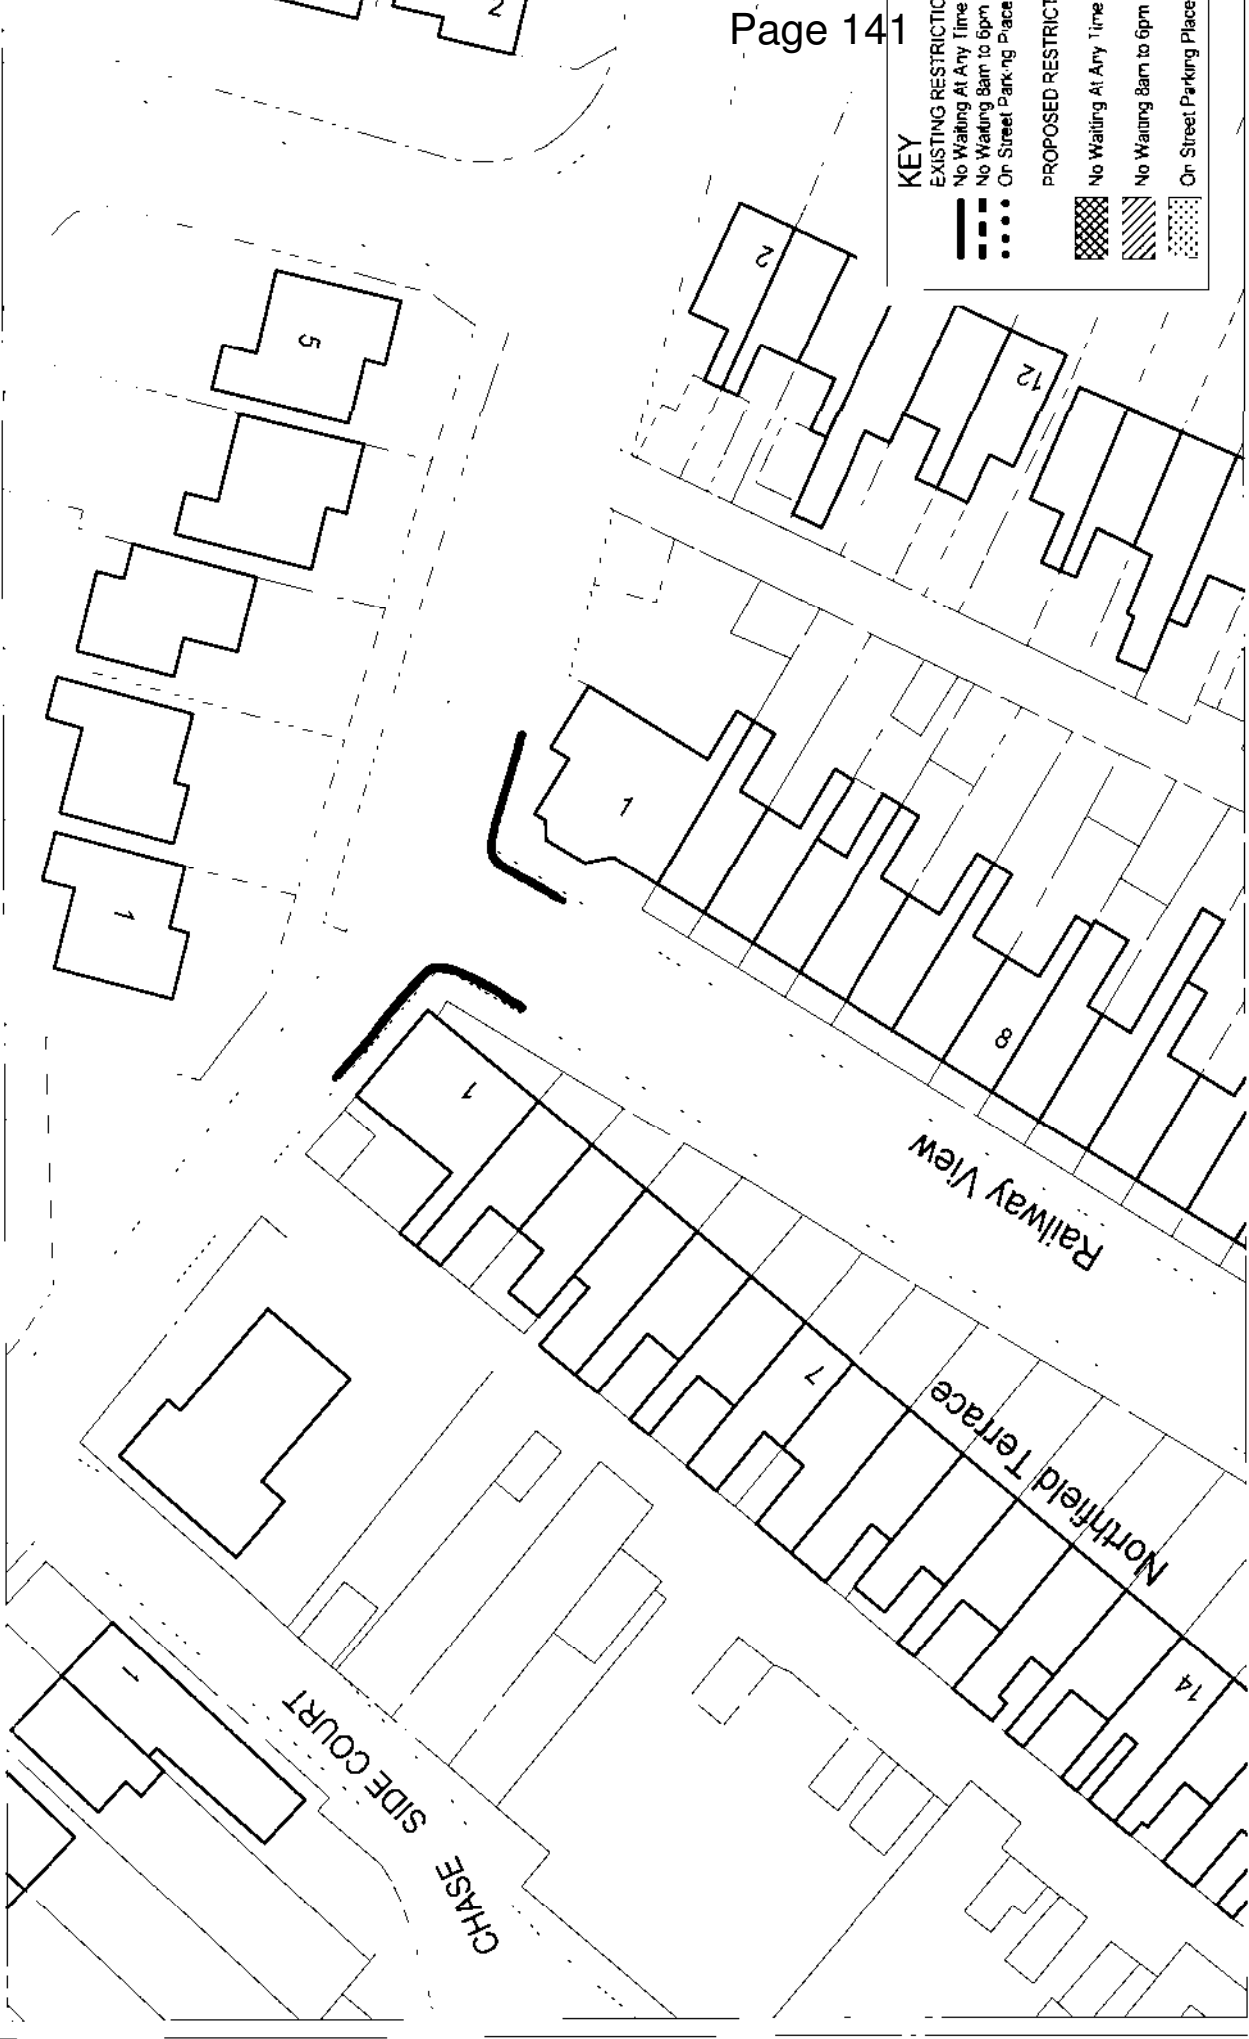 Page 141
KEY
EXISTING RESTRICTIO
No Waiting At Any Time
No Waiting 8am to 6pm
On Street Parking Place
PROPOSED RESTRICT
No Waiting At Any Time
No Waiting 8am to 6pm
On Street Parking Place
2
5
2
12
1
1
8
1
Railway View
7
Northfield Terrace
14
1
CHASE SIDE COURT